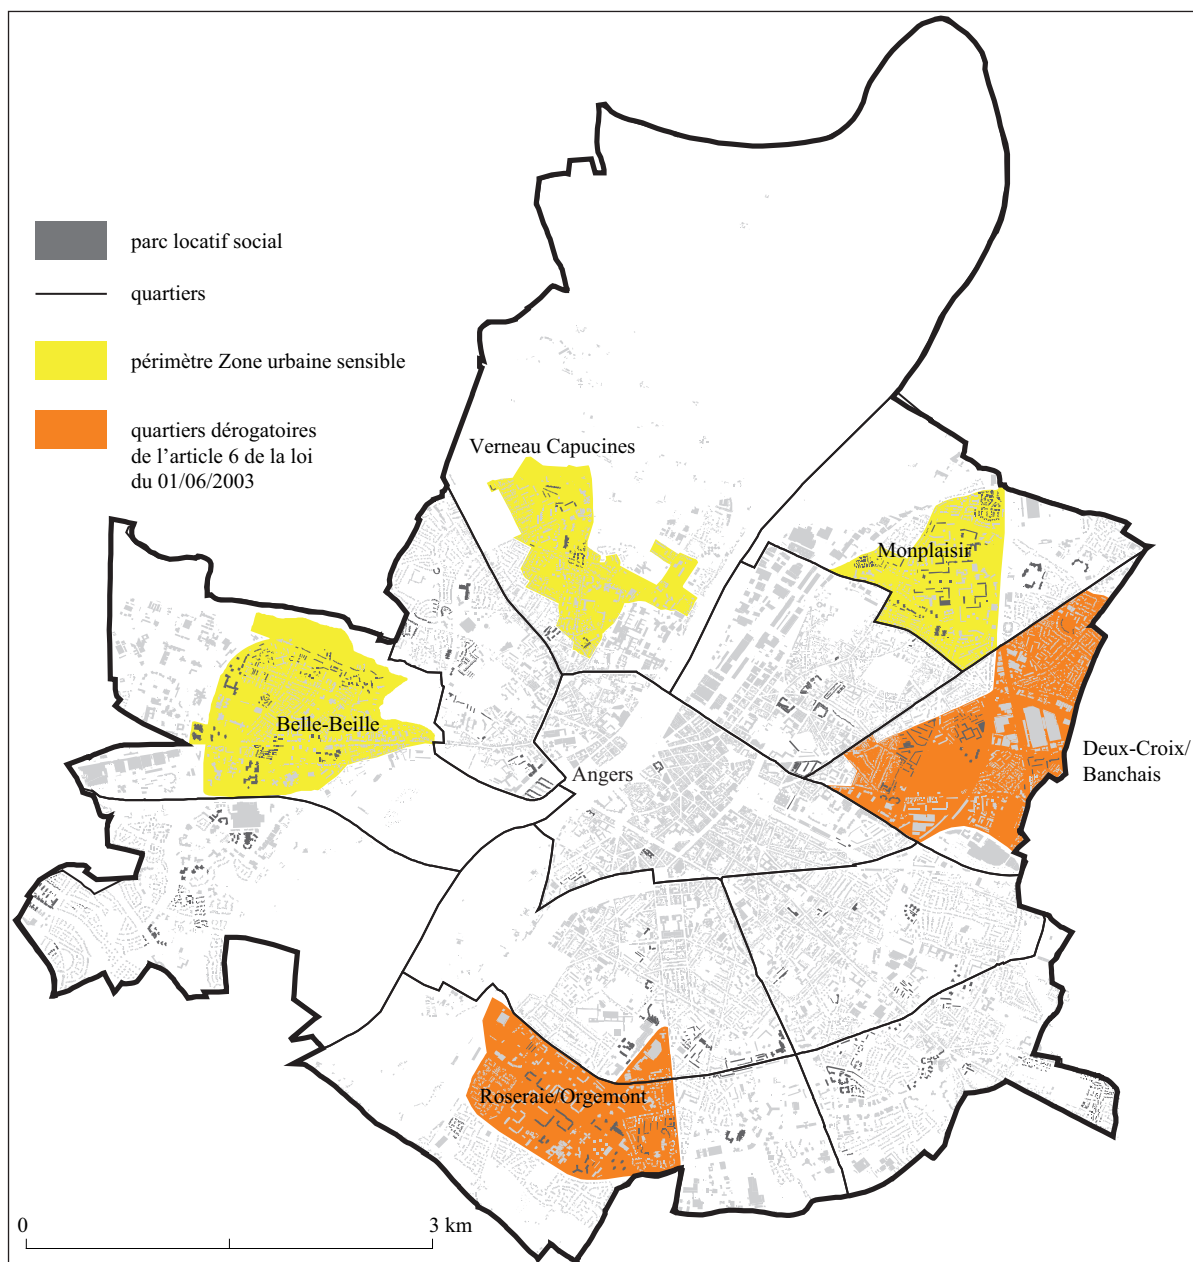 parc locatif social
quartiers
périmètre Zone urbaine sensible
quartiers dérogatoires
de l'article 6 de la loi
du 01/06/2003
Verneau Capucines
Monplaisir
Belle-Beille
Angers
Deux-Croix/
Banchais
Roseraie/Orgemont
0
3 km